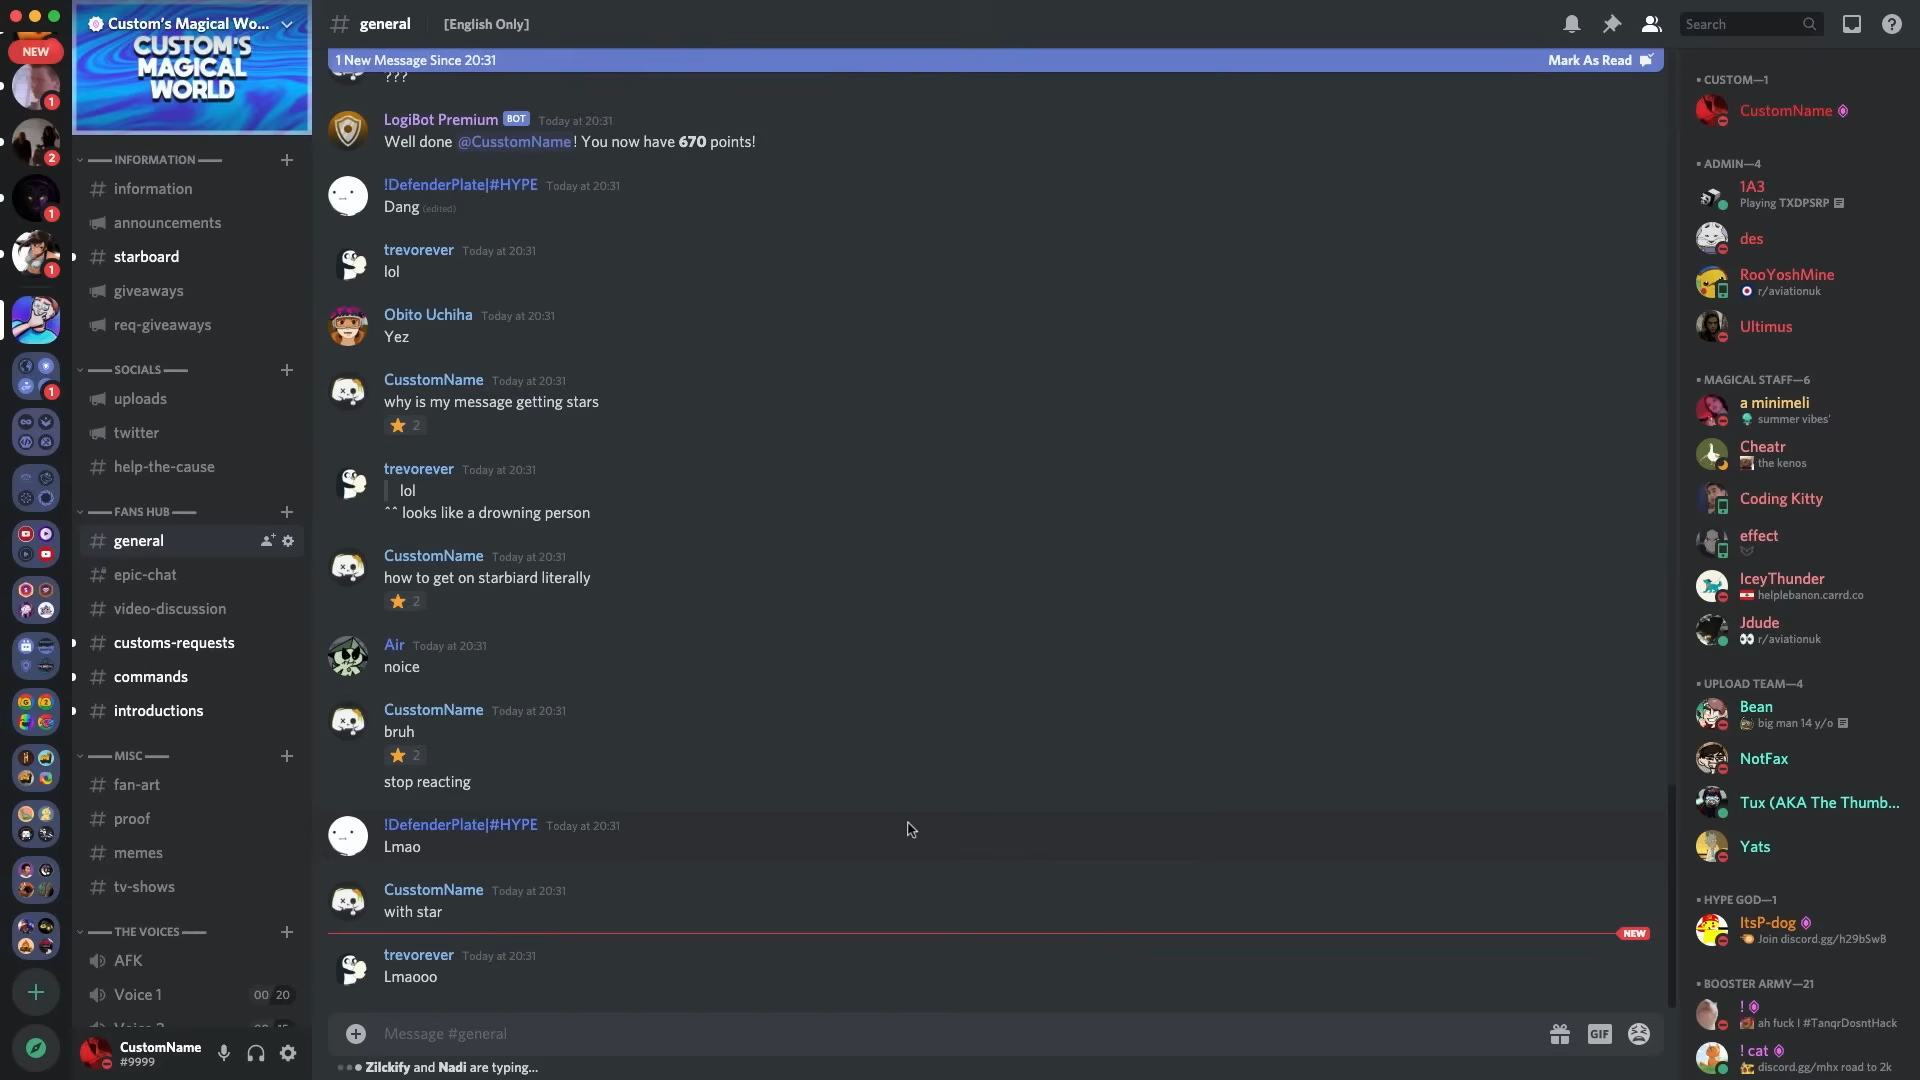 NEW
1
2
1
1
1
Custom's Magical Wo...
CUSTOM'S
MAGICAL
WORLD
INFORMATION
information
announcements
starboard
giveaways
req-giveaways
SOCIALS
uploads
twitter
help-the-cause
FANS HUB
general
epic-chat
video-discussion
customs-requests
commands
introductions
MISC
fan-art
proof
memes
tv-shows
THE VOICES
AFK
Voice 1 00 20
CustomName
#9999
general [English Only]
Search
1 New Message Since 20:31 Mark As Read
???
LogiBot Premium BOT Today at 20:31
Well done @CusstomName! You now have 670 points!
!DefenderPlate|#HYPE Today at 20:31
Dang (edited)
trevorever Today at 20:31
lol
Obito Uchiha Today at 20:31
Yez
CusstomName Today at 20:31
why is my message getting stars
2
trevorever Today at 20:31
lol
^^ looks like a drowning person
CusstomName Today at 20:31
how to get on starbiard literally
2
Air Today at 20:31
noice
CusstomName Today at 20:31
bruh
2
stop reacting
!DefenderPlate|#HYPE Today at 20:31
Lmao
CusstomName Today at 20:31
with star
NEW
trevorever Today at 20:31
Lmaooo
Message #general
GIF
Zilckify and Nadi are typing...
CUSTOM—1
CustomName
ADMIN—4
1A3
Playing TXDPSRP
des
RooYoshMine
r/aviationuk
Ultimus
MAGICAL STAFF—6
a minimeli
summer vibes'
Cheatr
the kenos
Coding Kitty
effect
IceyThunder
helplebanon.carrd.co
Jdude
r/aviationuk
UPLOAD TEAM—4
Bean
big man 14 y/o
NotFax
Tux (AKA The Thumb...
Yats
HYPE GOD—1
ItsP-dog
Join discord.gg/h29bSwB
BOOSTER ARMY—21
!
ah fuck I #TanqrDosntHack
! cat
discord.gg/mhx road to 2k